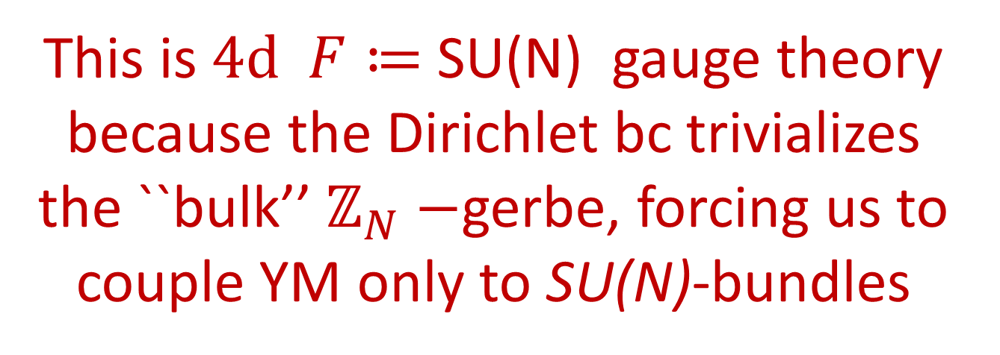 This is 4d F ≔ SU(N) gauge theory
because the Dirichlet bc trivializes
the ``bulk’’ ℤ_N −gerbe, forcing us to
couple YM only to SU(N)-bundles